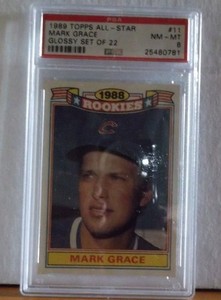 PSA
1989 TOPPS ALL-STAR #11
MARK GRACE NM-MT
GLOSSY SET OF 22 8
25480781
1988
ROOKIES
C
MARK GRACE